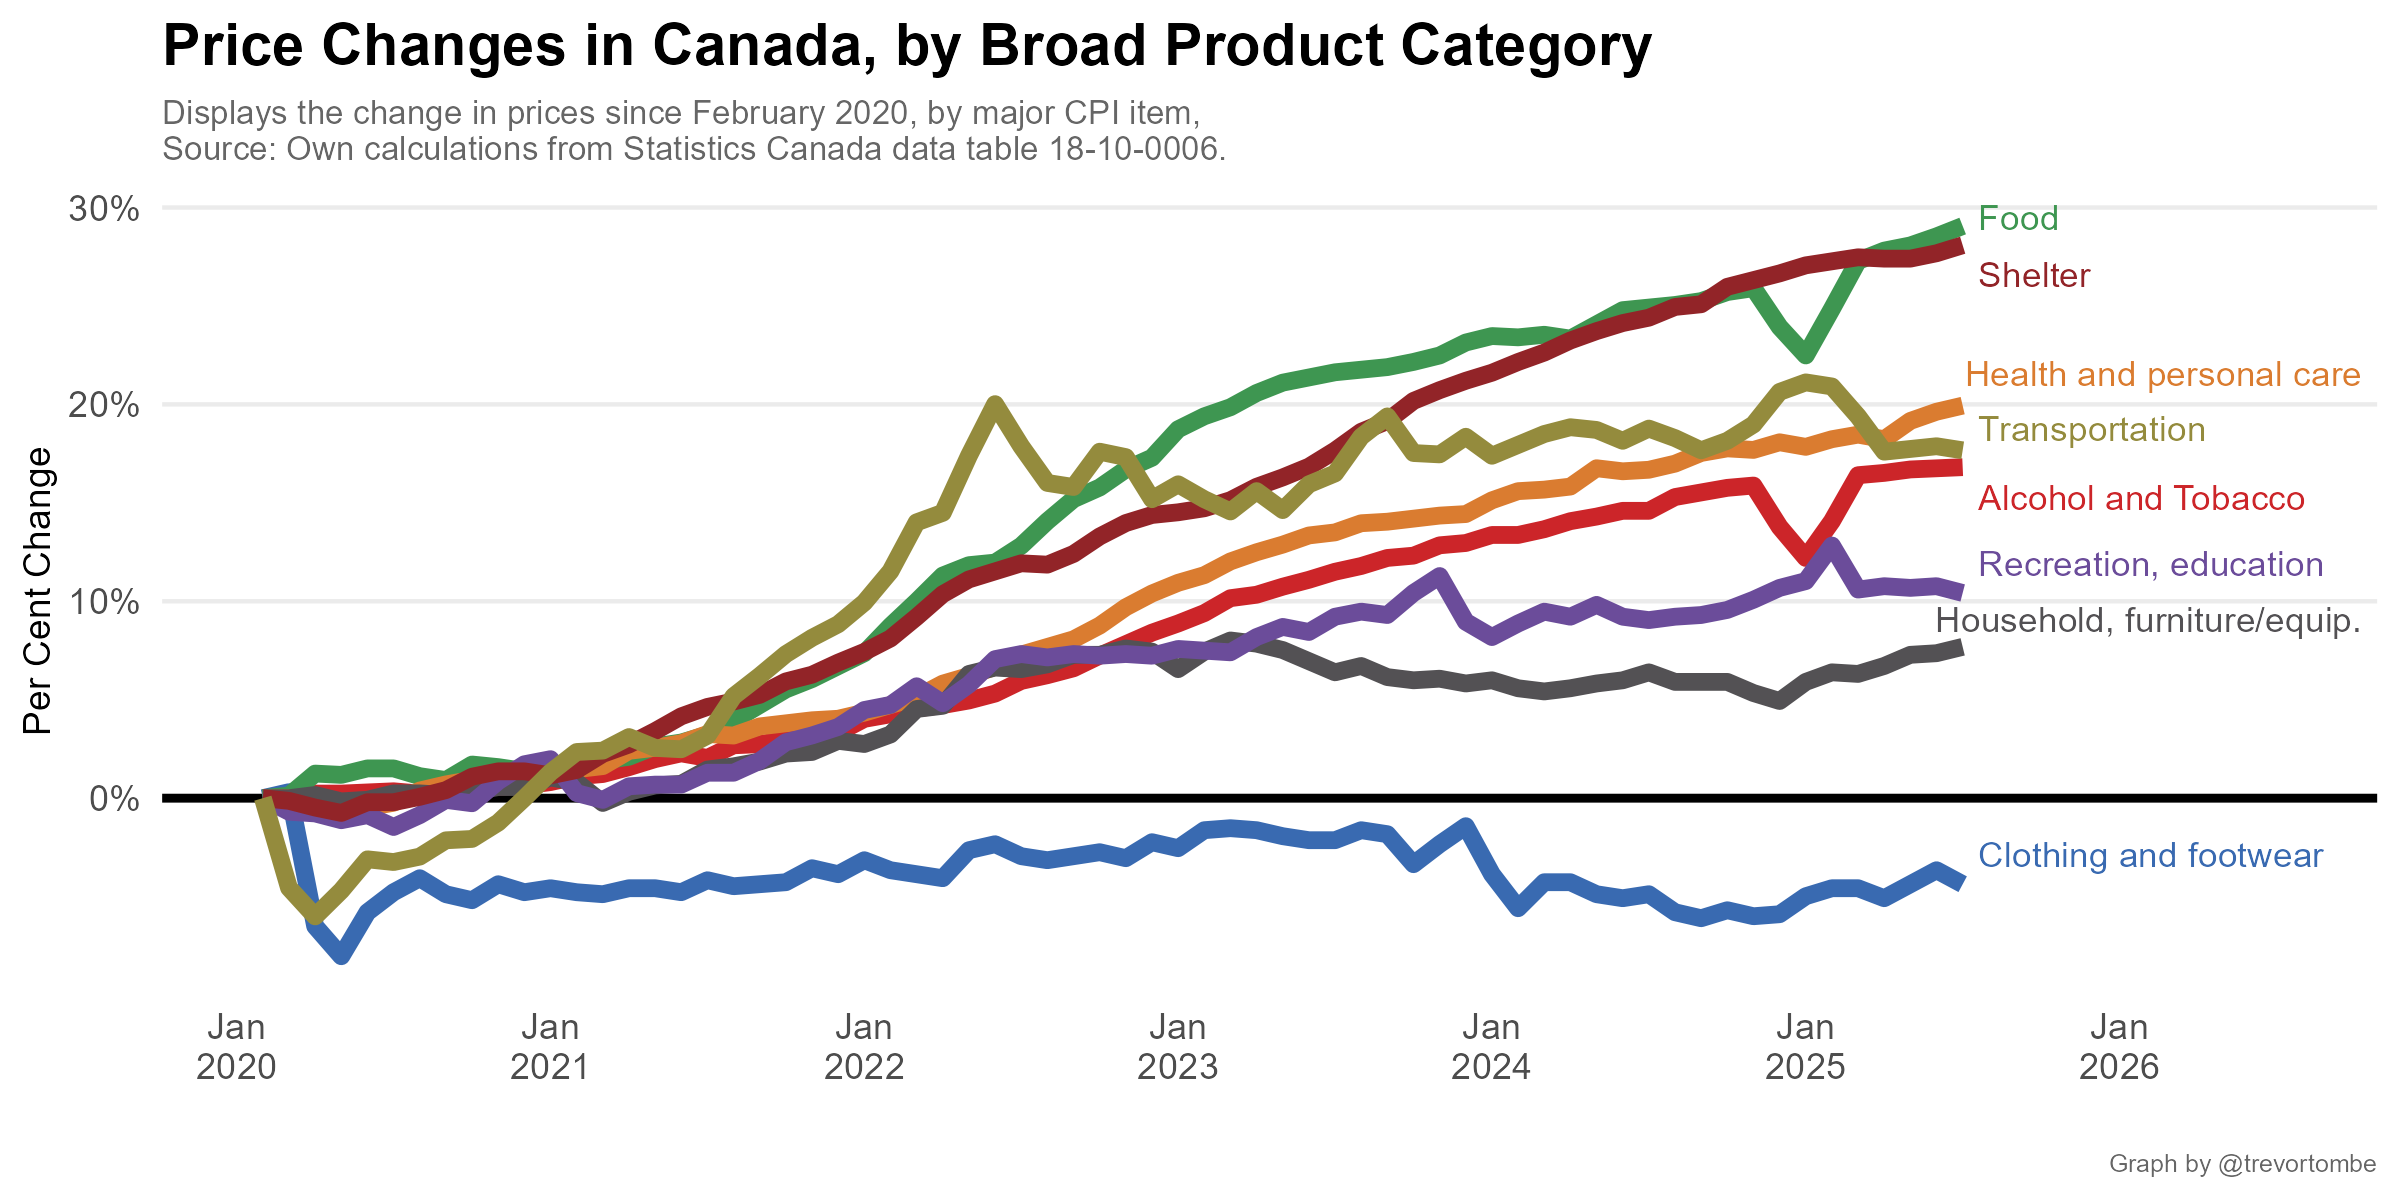 Price Changes in Canada, by Broad Product Category
Displays the change in prices since February 2020, by major CPI item,
Source: Own calculations from Statistics Canada data table 18-10-0006.
Per Cent Change
30%
20%
10%
0%
Food
Shelter
Health and personal care
Transportation
Alcohol and Tobacco
Recreation, education
Household, furniture/equip.
Clothing and footwear
Jan
2020
Jan
2021
Jan
2022
Jan
2023
Jan
2024
Jan
2025
Jan
2026
Graph by @trevortombe